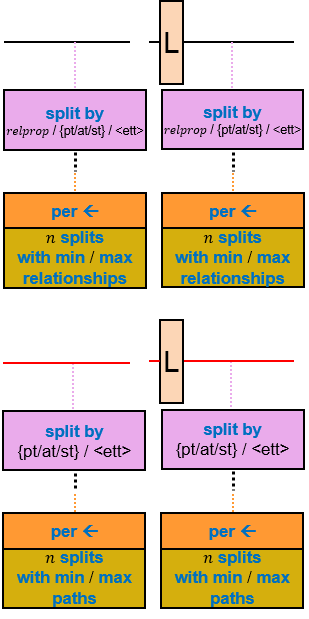 L
split by
split by
relprop / {pt/at/st} / <ett>
relprop / {pt/at/st} / <ett>
per ←
per ←
n splits
with min / max
relationships
n splits
with min / max
relationships
L
split by
{pt/at/st} / <ett>
split by
{pt/at/st} / <ett>
per ←
per ←
n splits
with min / max
paths
n splits
with min / max
paths